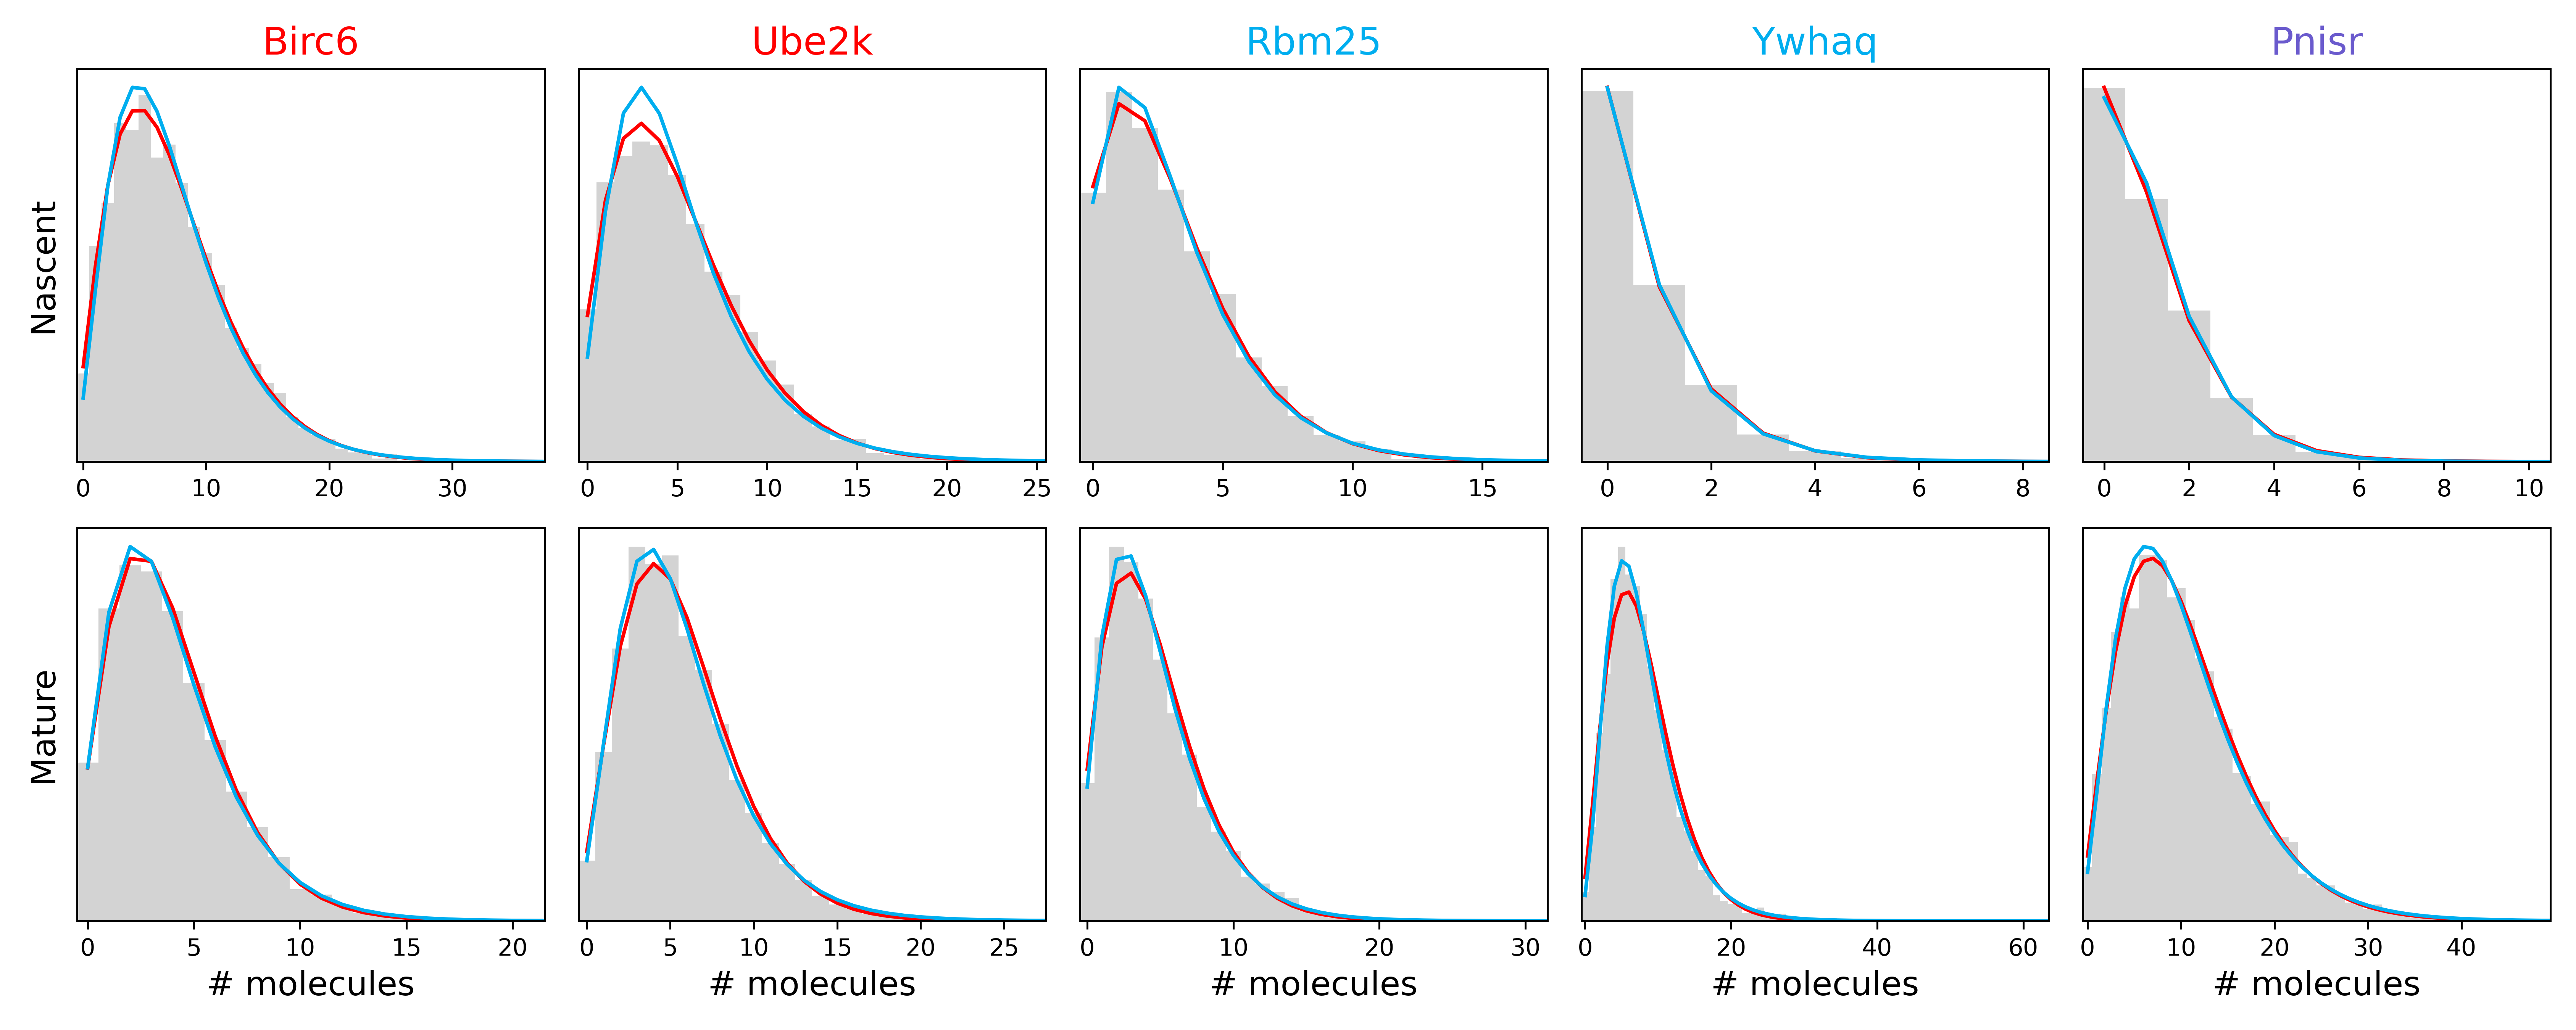 Birc6 Ube2k Rbm25 Ywhaq Pnisr
Nascent
0 10 20 30 0 5 10 15 20 25 0 5 10 15 0 2 4 6 8 0 2 4 6 8 10
Mature
0 5 10 15 20 0 5 10 15 20 25 0 10 20 30 0 20 40 60 0 10 20 30 40
# molecules # molecules # molecules # molecules # molecules